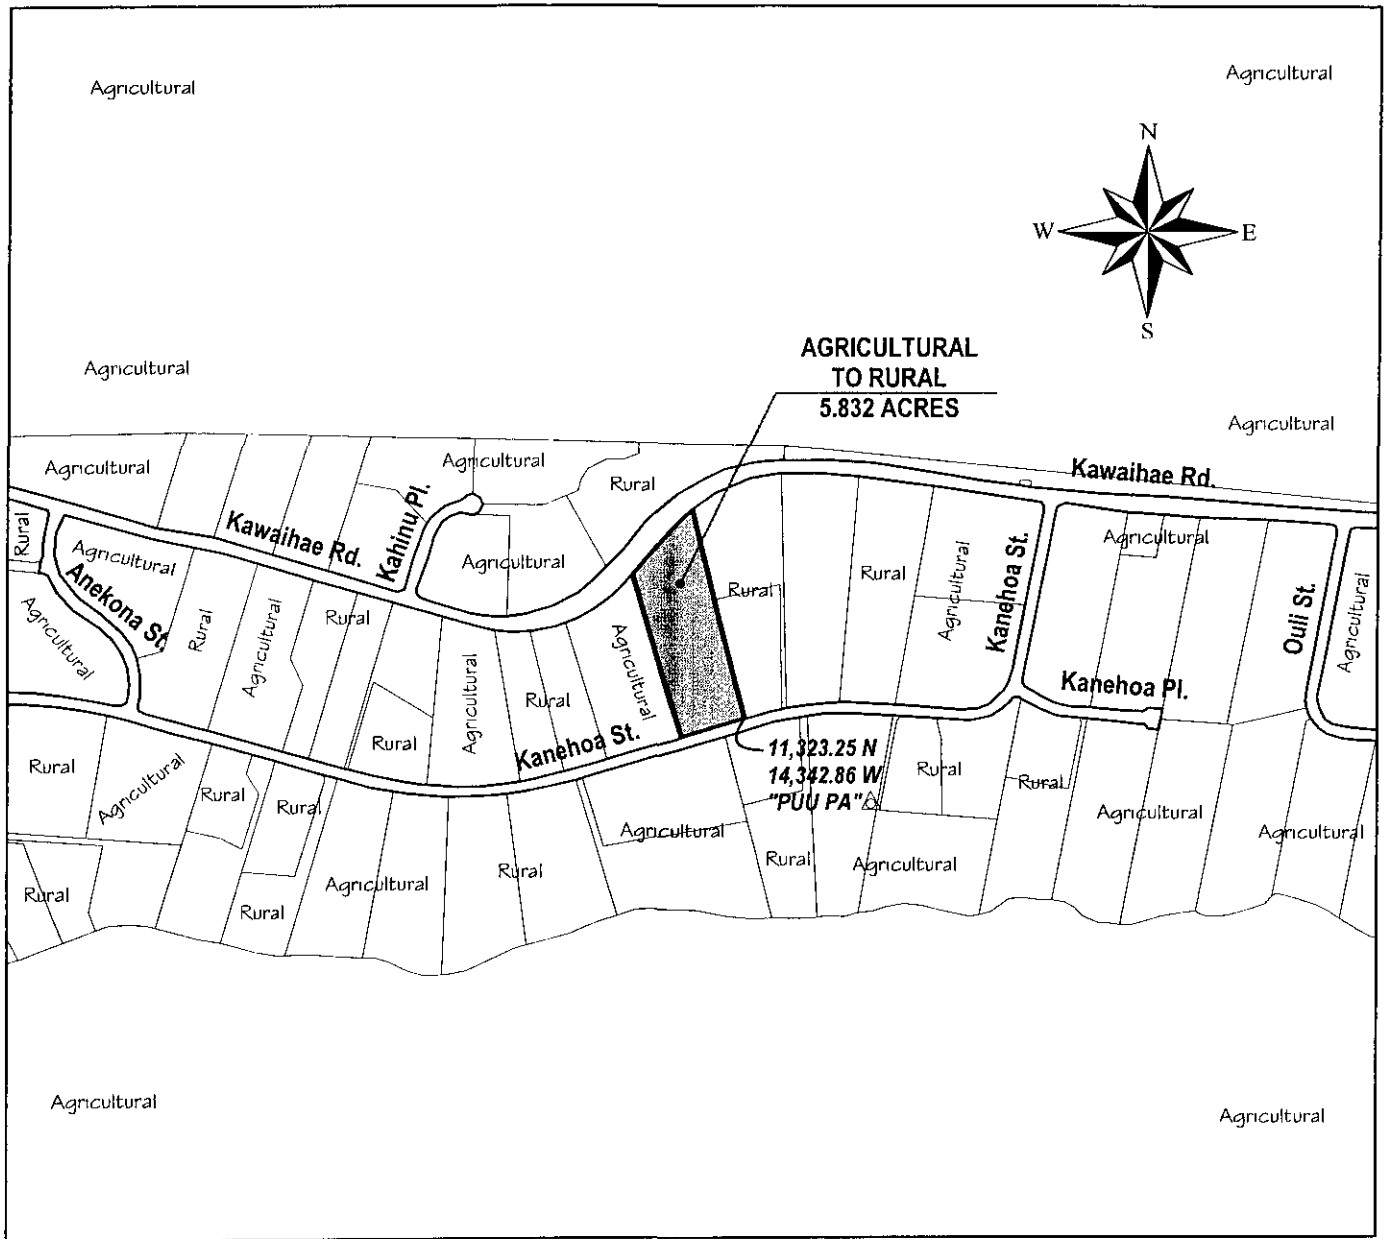 Agricultural
Agricultural
N
W
E
S
Agricultural
AGRICULTURAL
TO RURAL
5.832 ACRES
Agricultural
Agricultural
Agricultural
Rural
Kawaihae Rd.
Kahinu Pl.
Rural
Kawaihae Rd.
Agricultural
Agricultural
Agricultural
Anekona St.
Agricultural
Rural
Agricultural
Rural
Agricultural
Rural
Agricultural
Rural
Rural
Agricultural
Kanehoa St.
Ouli St.
Agricultural
Kanehoa Pl.
Rural
Agricultural
Kanehoa St.
11,323.25 N
14,342.86 W
"PUU PA"
Rural
Agricultural
Rural
Rural
Rural
Rural
Agricultural
Agricultural
Agricultural
Rural
Agricultural
Rural
Rural
Agricultural
Rural
Agricultural
Agricultural